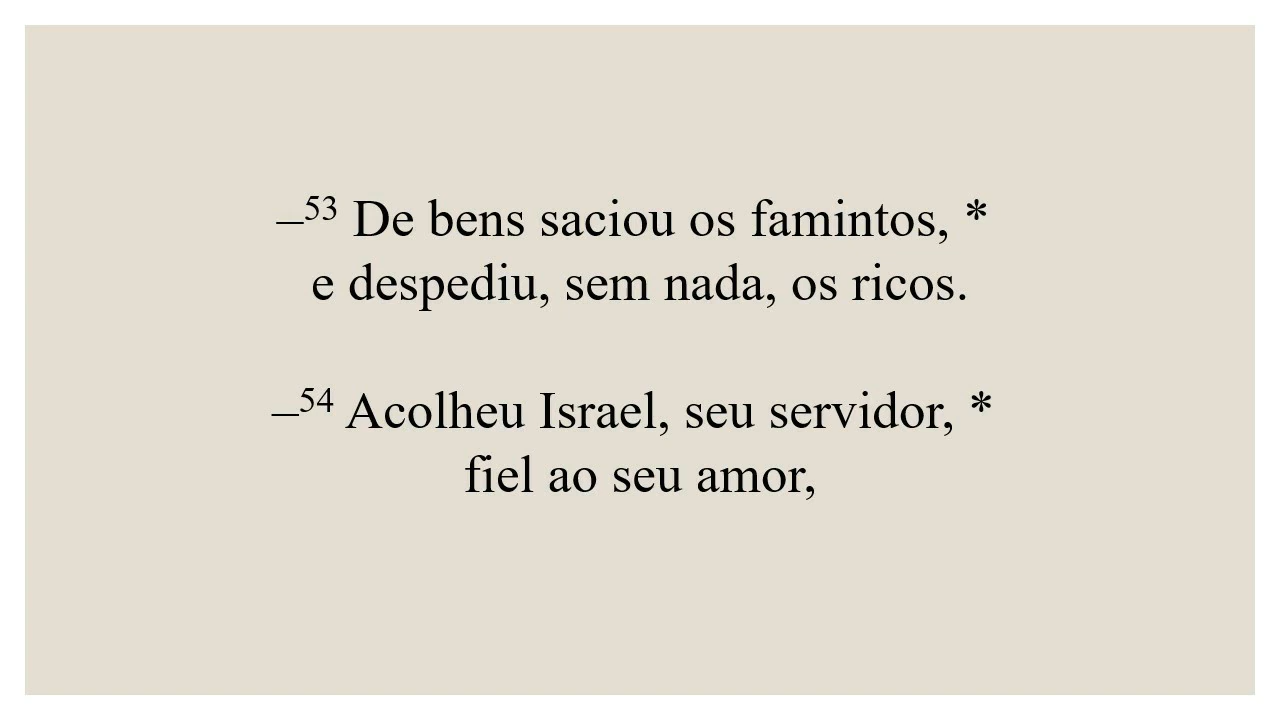 –53 De bens saciou os famintos, *
e despediu, sem nada, os ricos.
–54 Acolheu Israel, seu servidor, *
fiel ao seu amor,